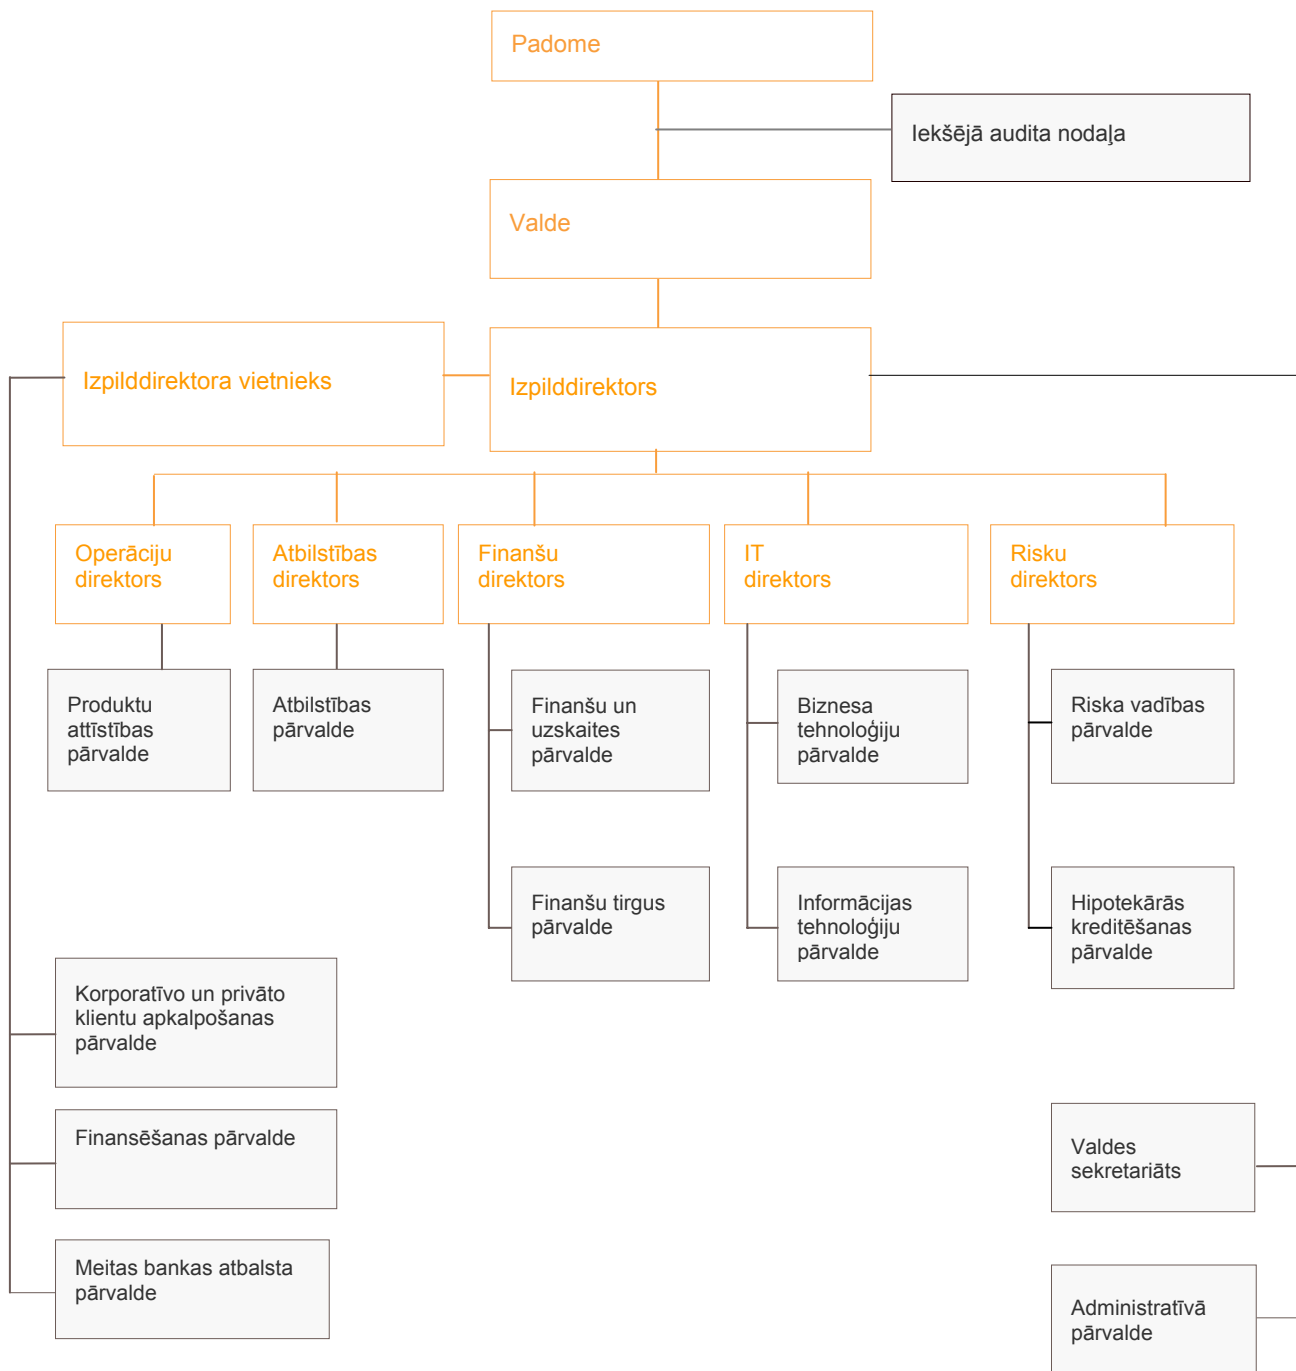 Padome
Iekšējā audita nodaļa
Valde
Izpilddirektora vietnieks
Izpilddirektors
Operāciju
direktors
Atbilstības
direktors
Finanšu
direktors
IT
direktors
Risku
direktors
Produktu
attīstības
pārvalde
Atbilstības
pārvalde
Finanšu un
uzskaites
pārvalde
Biznesa
tehnoloģiju
pārvalde
Riska vadības
pārvalde
Finanšu tirgus
pārvalde
Informācijas
tehnoloģiju
pārvalde
Hipotekārās
kreditēšanas
pārvalde
Korporatīvo un privāto
klientu apkalpošanas
pārvalde
Finansēšanas pārvalde
Valdes
sekretariāts
Meitas bankas atbalsta
pārvalde
Administratīvā
pārvalde